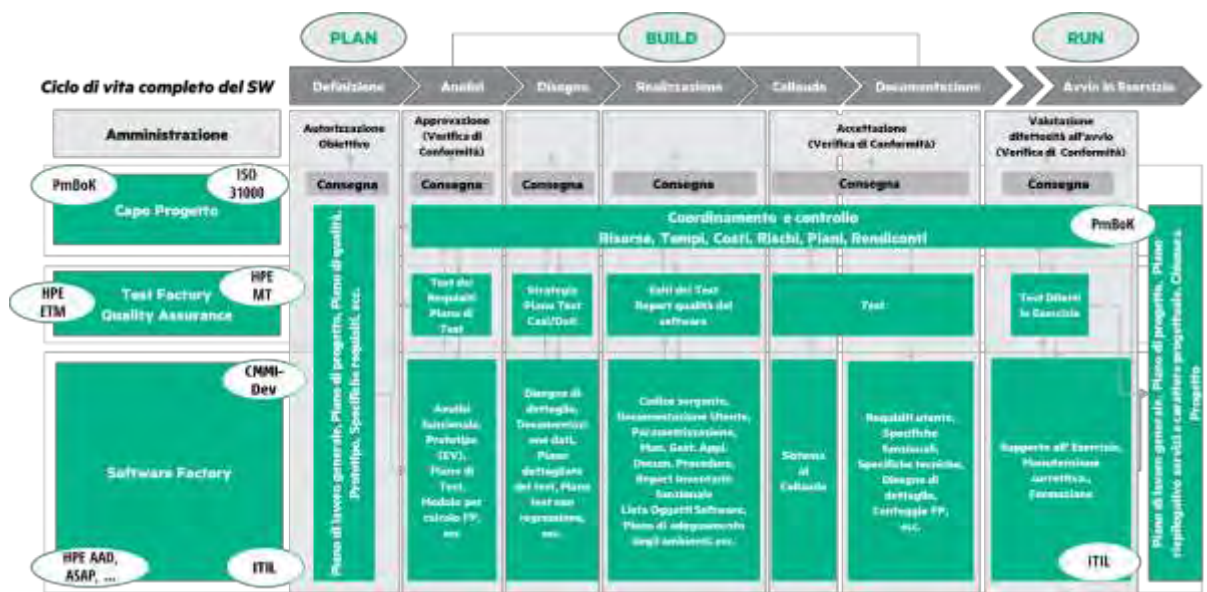 PLAN
BUILD
RUN
Ciclo di vita completo del SW
Definizione
Analisi
Disegno
Realizzazione
Collaudo
Documentazione
Avvio in Esercizio
Amministrazione
Autorizzazione
Obiettivo
Approvazione
(Verifica di
Conformità)
Accettazione
(Verifica di Conformità)
Valutazione
difettosità all'avvio
(Verifica di Conformità)
Consegna
Consegna
Consegna
Consegna
Consegna
Consegna
PmBoK
ISO
31000
Capo Progetto
Coordinamento e controllo
Risorse, Tempi, Costi, Rischi, Piani, Rendiconti
PmBoK
HPE
ETM
HPE
MT
Test Factory
Quality Assurance
Test dei
Requisiti
Piano di
Test
Strategia
Piano Test
Casi/Dati
Esiti dei Test
Report qualità del
software
Test
Test Difetti
in Esercizio
CMMI-
Dev
Software Factory
HPE AAD,
ASAP, ...
ITIL
Piano di lavoro generale, Piano di progetto, Piano di qualità,
Prototipo, Specifiche requisiti, ecc.
Analisi
funzionale,
Prototipo
(EV),
Piano di
Test,
Modulo per
calcolo FP,
ecc
Disegno di
dettaglio,
Documentazi
one dati,
Piano
dettagliato
dei test, Piano
test non
regressione,
ecc.
Codice sorgente,
Documentazione Utente,
Parametrizzazione,
Man. Gest. Appl.
Docum. Procedure,
Report inventario
funzionale
Lista Oggetti Software,
Piano di adeguamento
degli ambienti, ecc.
Sistema
in
Collaudo
Requisiti utente,
Specifiche
funzionali,
Specifiche tecniche,
Disegno di
dettaglio,
Conteggio FP,
ecc.
Supporto all' Esercizio,
Manutenzione
correttiva,
Formazione
ITIL
Piano di lavoro generale, Piano di progetto, Piano
riepilogativo servizi a carattere progettuale, Chiusura
Progetto